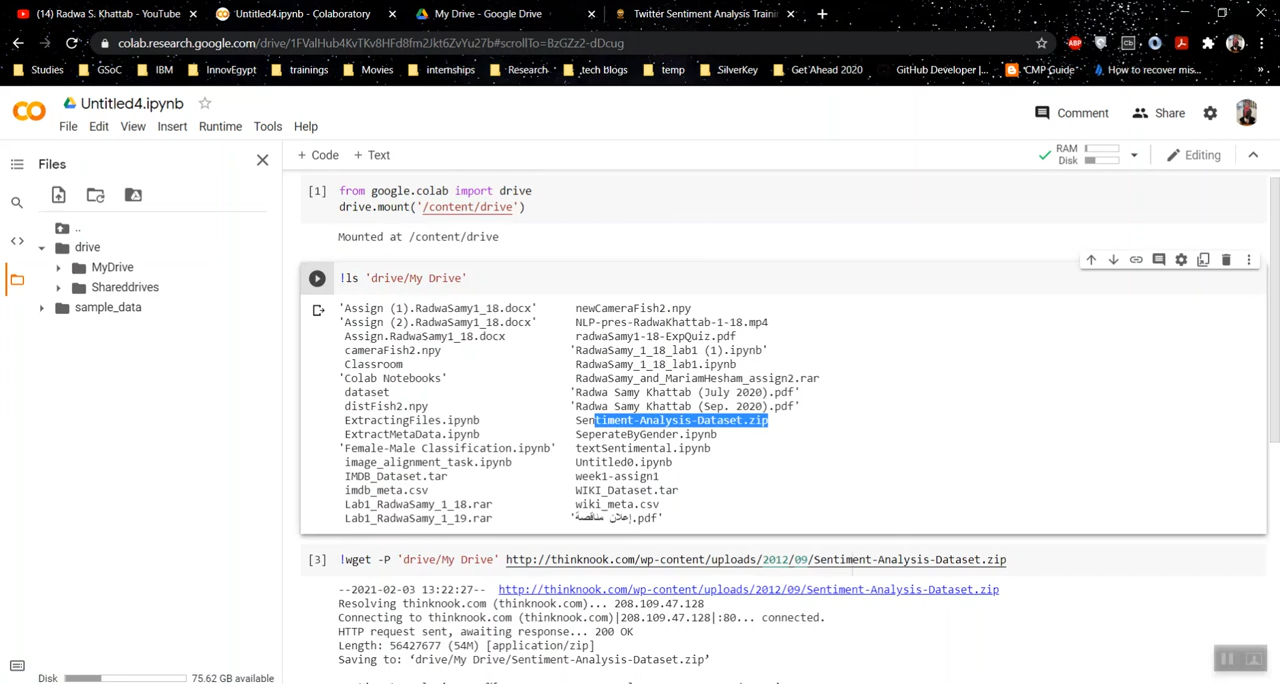 (14) Radwa S. Khattab - YouTube
Untitled4.ipynb - Colaboratory
My Drive - Google Drive
Twitter Sentiment Analysis Traini
colab.research.google.com/drive/1FValHub4KvTKv8HFd8fm2Jkt6ZvYu27b#scrollTo=BzGZz2-dDcug
Studies GSoC IBM InnovEgypt trainings Movies internships Research tech blogs temp SilverKey Get Ahead 2020 GitHub Developer |... "CMP Guide" How to recover mis...
Untitled4.ipynb
Comment Share
File Edit View Insert Runtime Tools Help
Files
+ Code + Text
RAM
Disk
Editing
..
drive
MyDrive
Shareddrives
sample_data
[1] from google.colab import drive
drive.mount('/content/drive')
Mounted at /content/drive
!ls 'drive/My Drive'
'Assign (1).RadwaSamy1_18.docx' newCameraFish2.npy
'Assign (2).RadwaSamy1_18.docx' NLP-pres-RadwaKhattab-1-18.mp4
Assign.RadwaSamy1_18.docx radwaSamy1-18-ExpQuiz.pdf
cameraFish2.npy 'RadwaSamy_1_18_lab1 (1).ipynb'
Classroom RadwaSamy_1_18_lab1.ipynb
'Colab Notebooks' RadwaSamy_and_MariamHesham_assign2.rar
dataset 'Radwa Samy Khattab (July 2020).pdf'
distFish2.npy 'Radwa Samy Khattab (Sep. 2020).pdf'
ExtractingFiles.ipynb Sentiment-Analysis-Dataset.zip
ExtractMetaData.ipynb SeperateByGender.ipynb
'Female-Male Classification.ipynb' textSentimental.ipynb
image_alignment_task.ipynb Untitled0.ipynb
IMDB_Dataset.tar week1-assign1
imdb_meta.csv WIKI_Dataset.tar
Lab1_RadwaSamy_1_18.rar wiki_meta.csv
Lab1_RadwaSamy_1_19.rar 'إعلان مناقصة.pdf'
[3] !wget -P 'drive/My Drive' http://thinknook.com/wp-content/uploads/2012/09/Sentiment-Analysis-Dataset.zip
--2021-02-03 13:22:27-- http://thinknook.com/wp-content/uploads/2012/09/Sentiment-Analysis-Dataset.zip
Resolving thinknook.com (thinknook.com)... 208.109.47.128
Connecting to thinknook.com (thinknook.com)|208.109.47.128|:80... connected.
HTTP request sent, awaiting response... 200 OK
Length: 56427677 (54M) [application/zip]
Saving to: ‘drive/My Drive/Sentiment-Analysis-Dataset.zip’
Disk 75.62 GB available